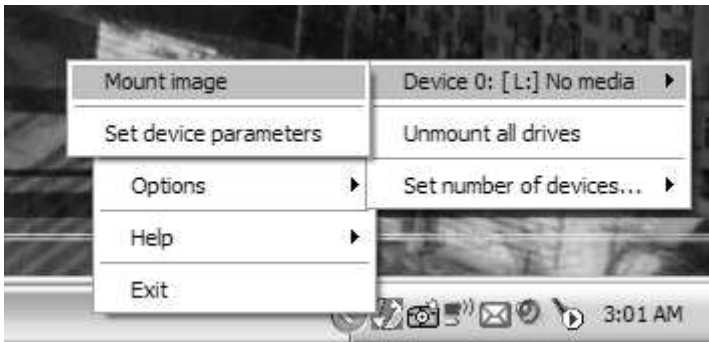 Mount image
Device 0: [L:] No media
Set device parameters
Unmount all drives
Options
Set number of devices...
Help
Exit
3:01 AM